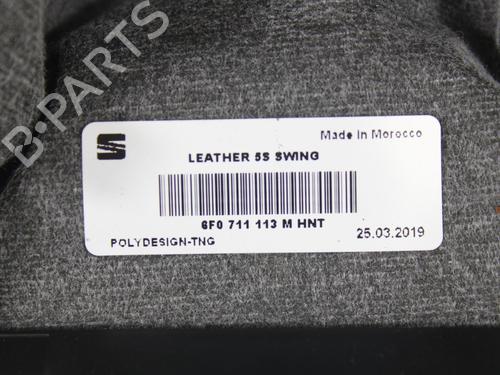 B-PARTS
Made In Morocco
LEATHER 5S SWING
6F0 711 113 M HNT
POLYDESIGN-TNG
25.03.2019